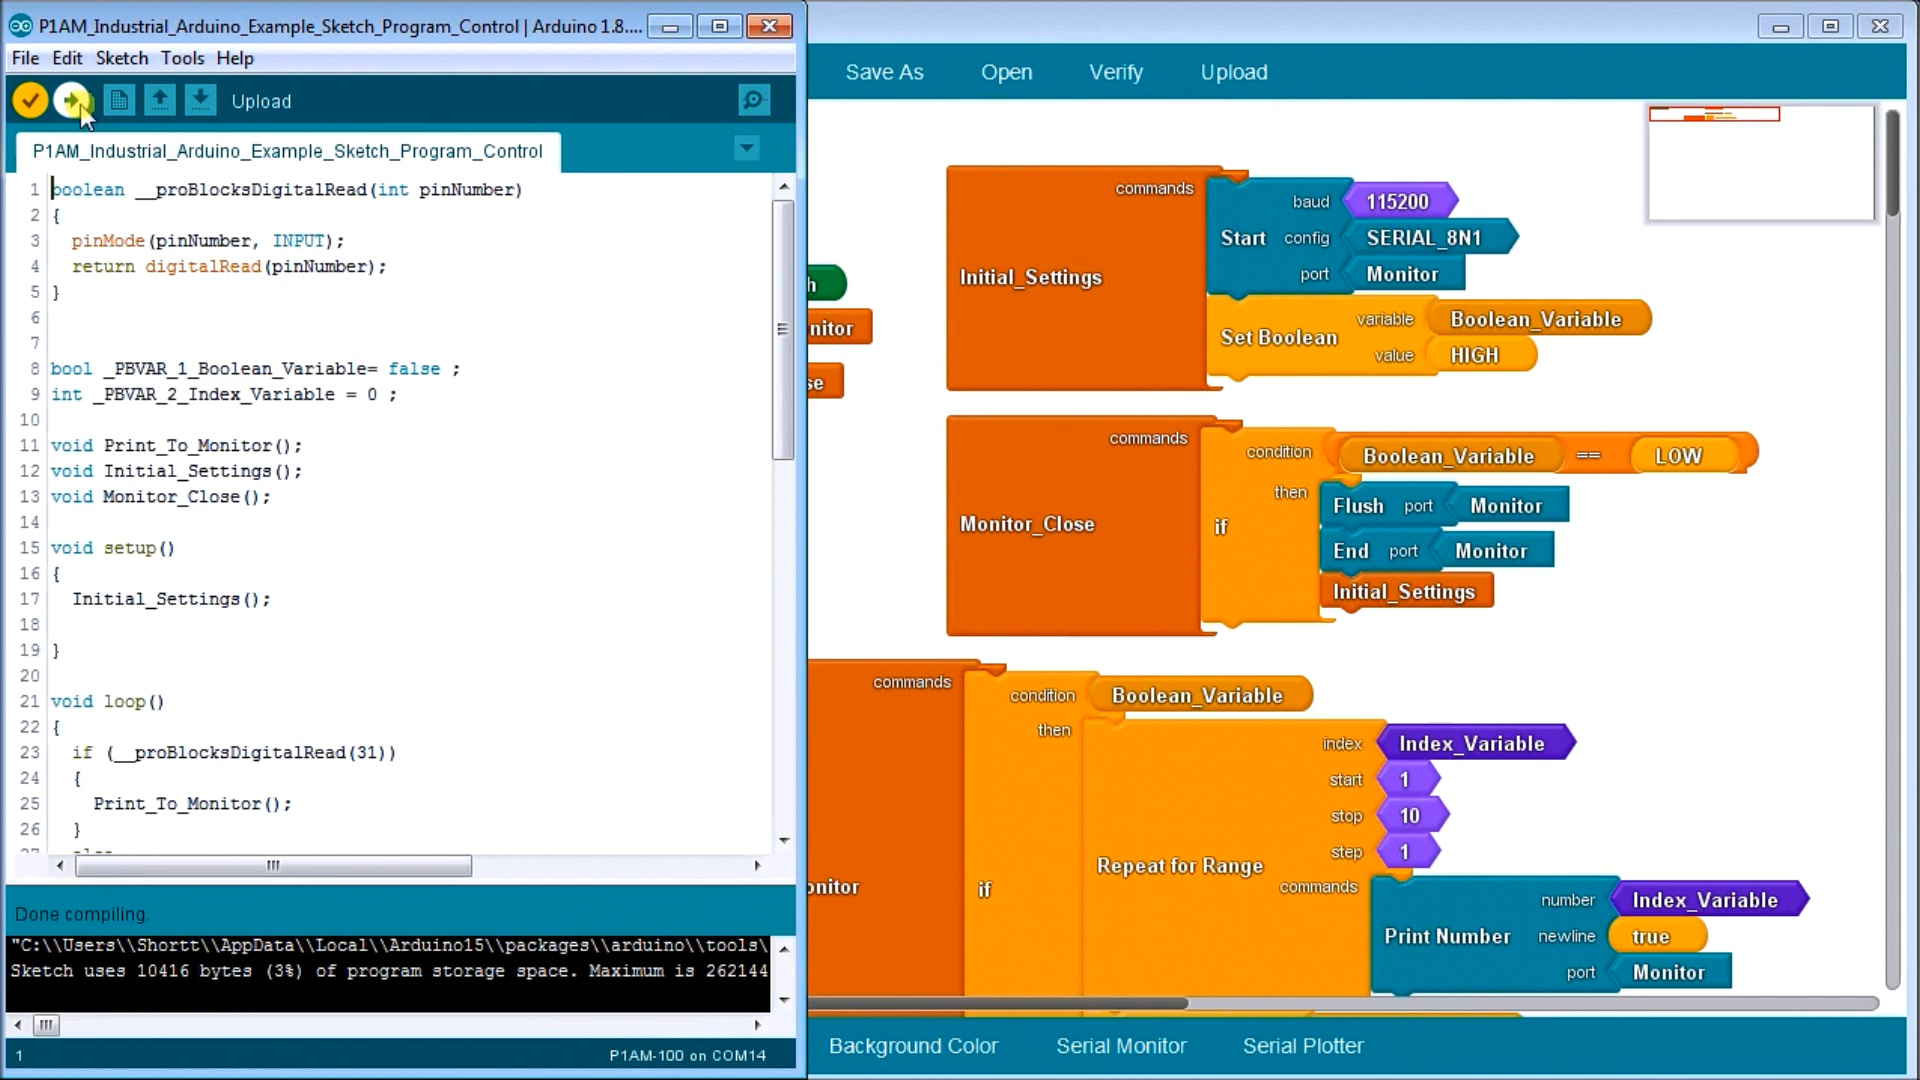 P1AM_Industrial_Arduino_Example_Sketch_Program_Control | Arduino 1.8....
File Edit Sketch Tools Help
Upload
P1AM_Industrial_Arduino_Example_Sketch_Program_Control
1 boolean __proBlocksDigitalRead(int pinNumber)
2 {
3 pinMode(pinNumber, INPUT);
4 return digitalRead(pinNumber);
5 }
6
7
8 bool _PBVAR_1_Boolean_Variable= false ;
9 int _PBVAR_2_Index_Variable = 0 ;
10
11 void Print_To_Monitor();
12 void Initial_Settings();
13 void Monitor_Close();
14
15 void setup()
16 {
17 Initial_Settings();
18
19 }
20
21 void loop()
22 {
23 if (__proBlocksDigitalRead(31))
24 {
25 Print_To_Monitor();
26 }
Done compiling.
"C:\\Users\\Shortt\\AppData\\Local\\Arduino15\\packages\\arduino\\tools\
Sketch uses 10416 bytes (3%) of program storage space. Maximum is 262144
1 P1AM-100 on COM14
Save As Open Verify Upload
h
nitor
se
Initial_Settings commands
Start baud 115200
config SERIAL_8N1
port Monitor
Set Boolean variable Boolean_Variable
value HIGH
Monitor_Close commands
if condition Boolean_Variable == LOW
then
Flush port Monitor
End port Monitor
Initial_Settings
onitor commands
if condition Boolean_Variable
then
Repeat for Range index Index_Variable
start 1
stop 10
step 1
commands
Print Number number Index_Variable
newline true
port Monitor
Background Color Serial Monitor Serial Plotter